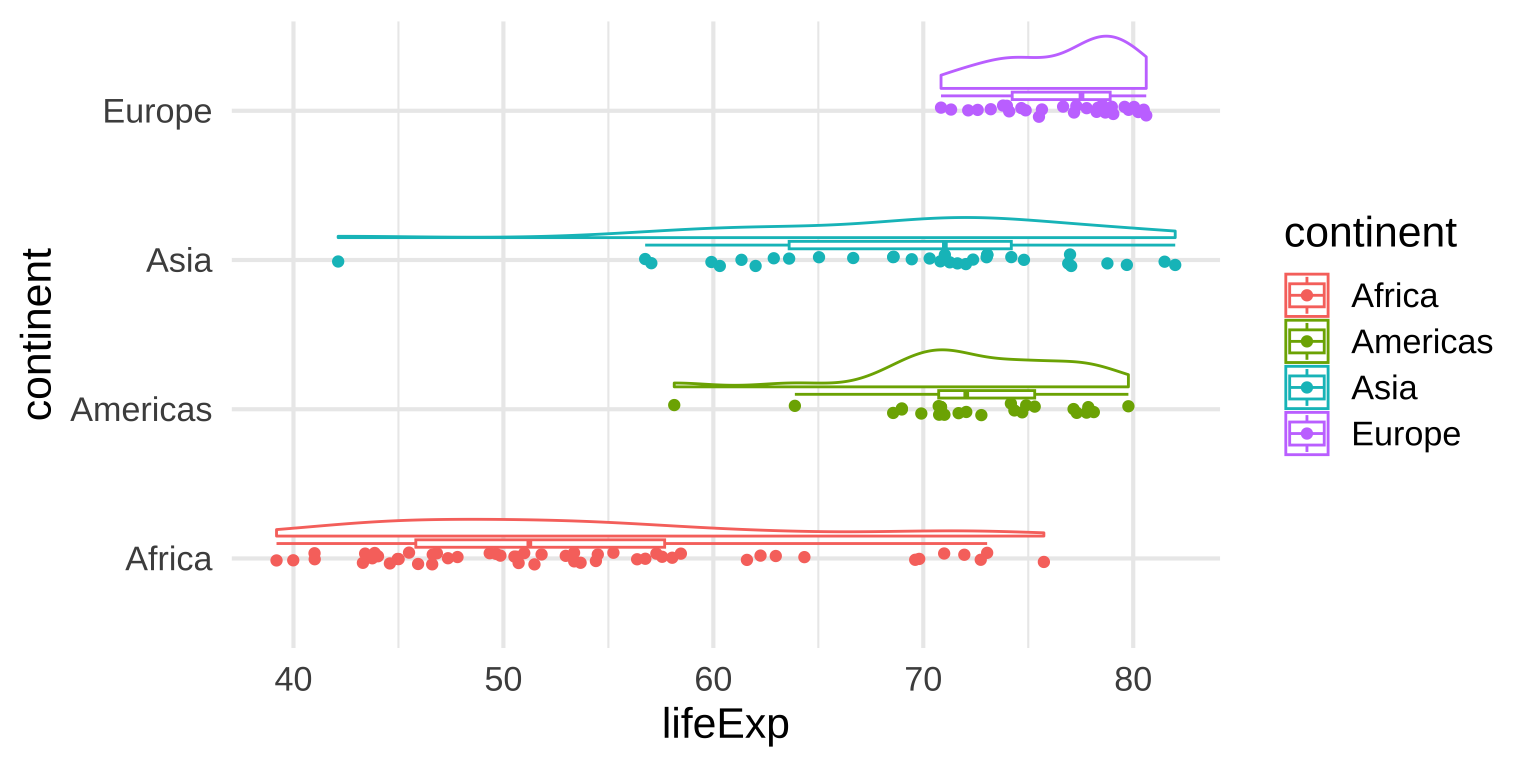 Europe
Asia
Americas
Africa
continent
40 50 60 70 80
lifeExp
continent
Africa
Americas
Asia
Europe